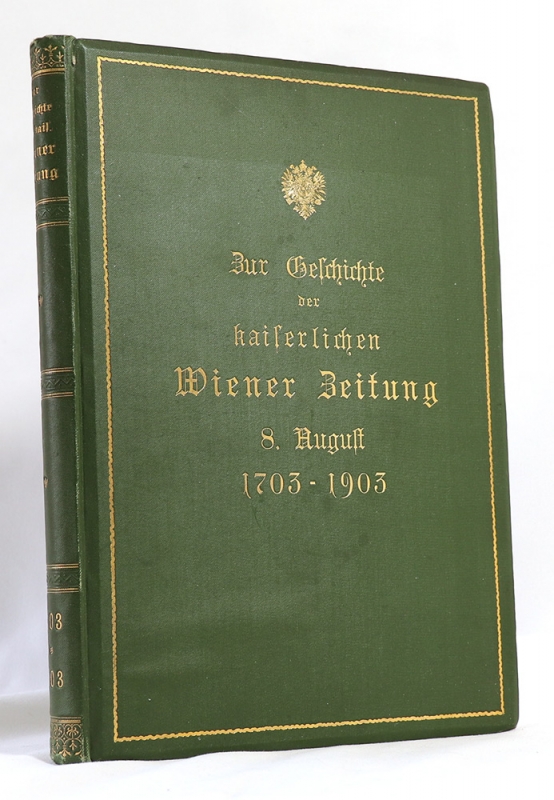 Zur Geschichte
der
kaiserlichen
Wiener Zeitung
8. August
1703 - 1903